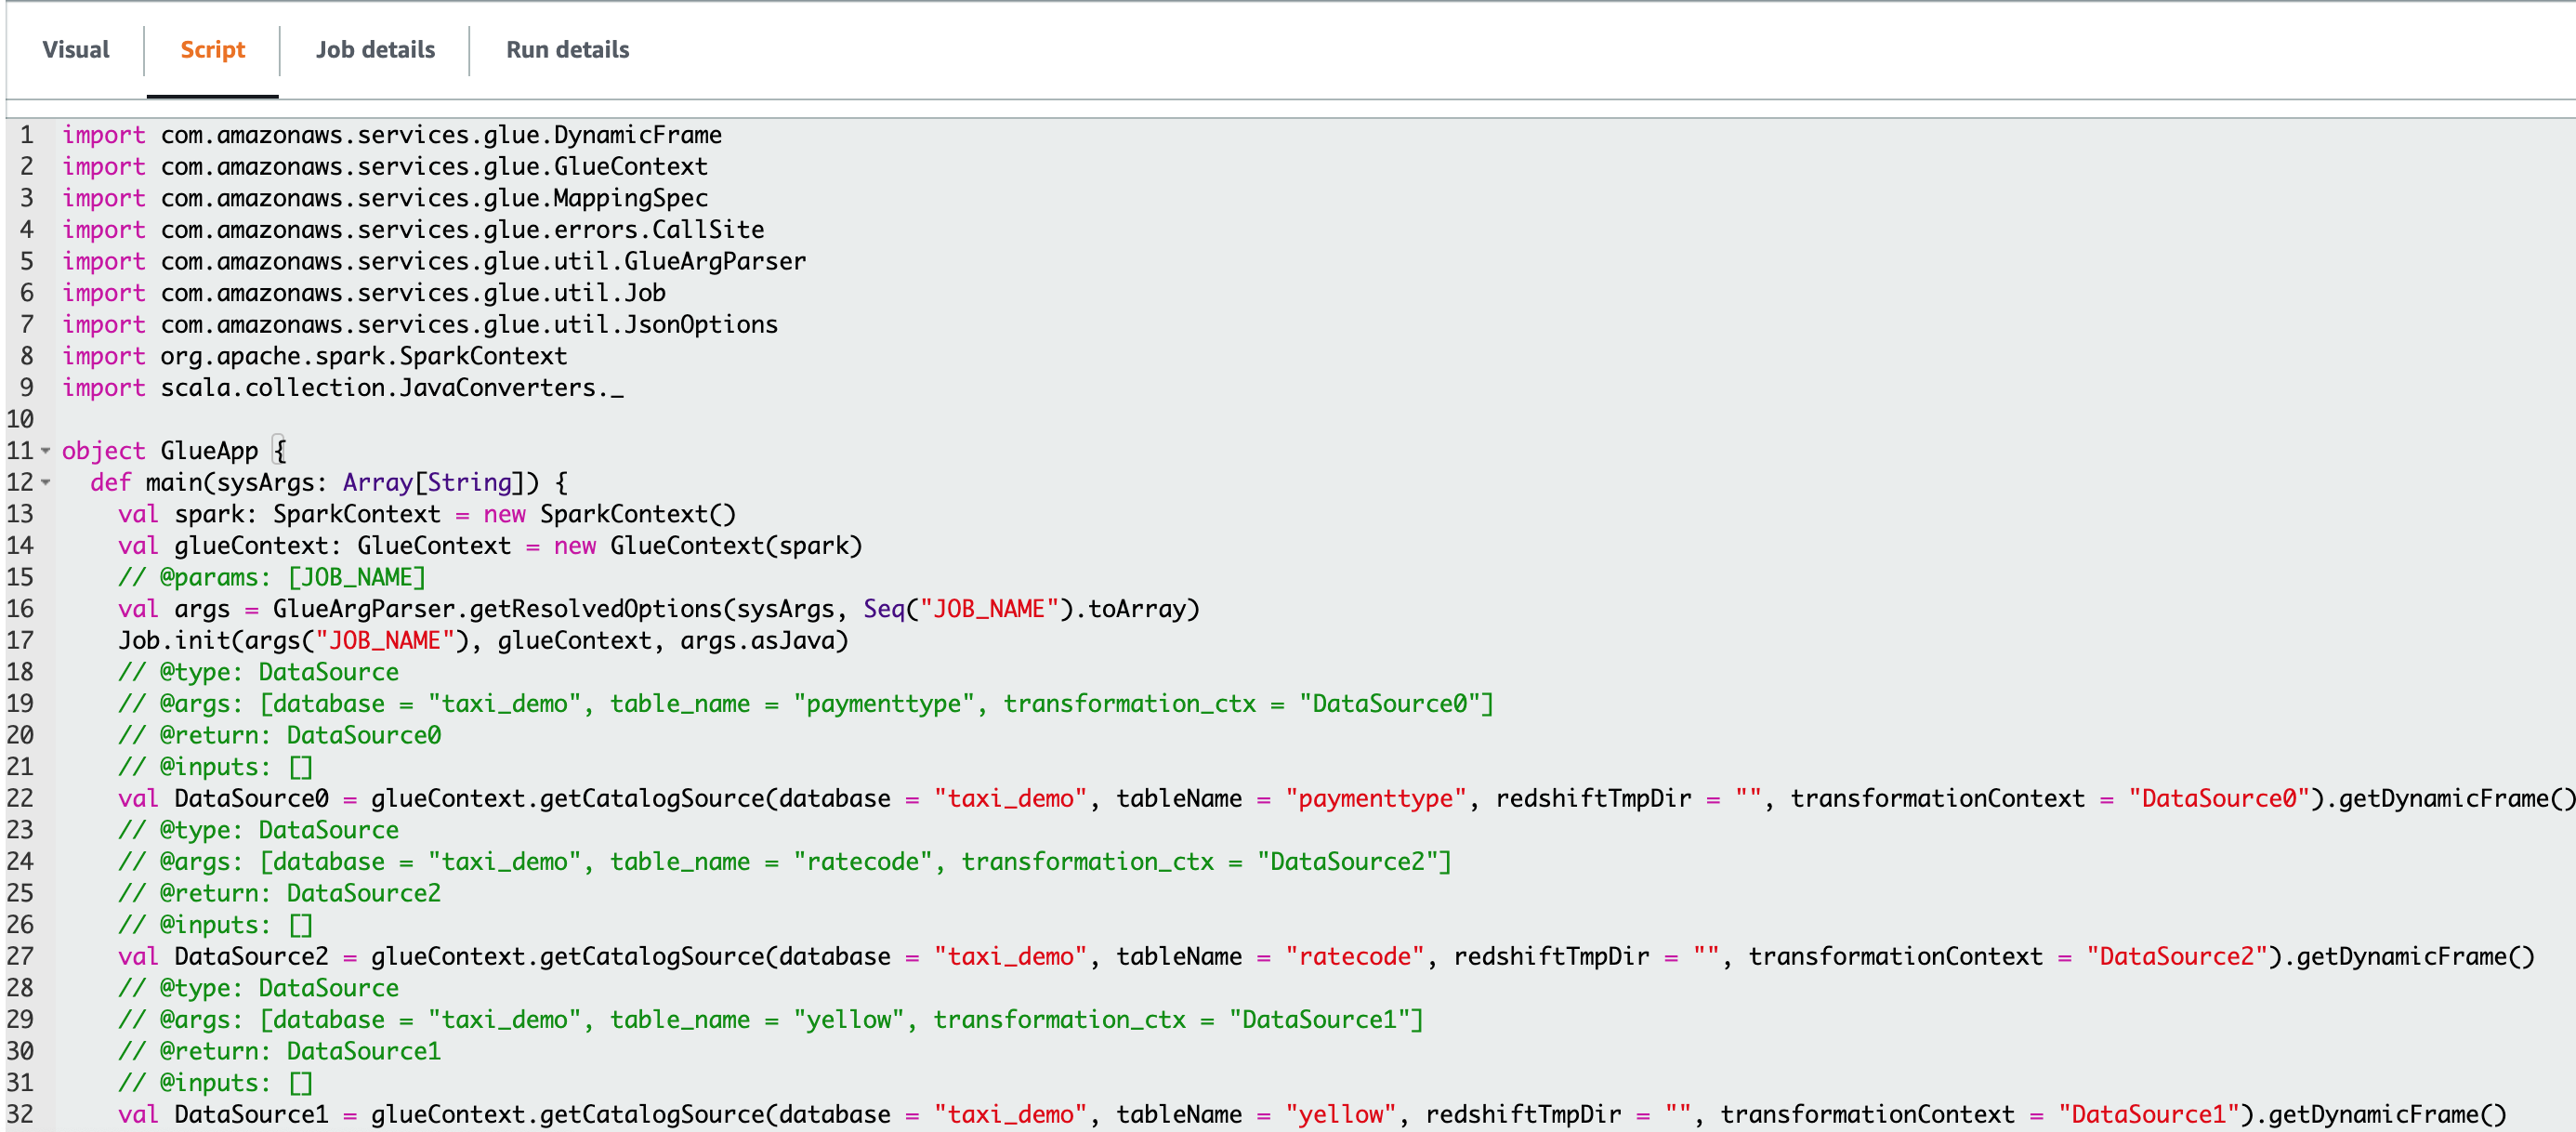 Visual Script Job details Run details
1 import com.amazonaws.services.glue.DynamicFrame
2 import com.amazonaws.services.glue.GlueContext
3 import com.amazonaws.services.glue.MappingSpec
4 import com.amazonaws.services.glue.errors.CallSite
5 import com.amazonaws.services.glue.util.GlueArgParser
6 import com.amazonaws.services.glue.util.Job
7 import com.amazonaws.services.glue.util.JsonOptions
8 import org.apache.spark.SparkContext
9 import scala.collection.JavaConverters._
10
11 object GlueApp {
12   def main(sysArgs: Array[String]) {
13     val spark: SparkContext = new SparkContext()
14     val glueContext: GlueContext = new GlueContext(spark)
15     // @params: [JOB_NAME]
16     val args = GlueArgParser.getResolvedOptions(sysArgs, Seq("JOB_NAME").toArray)
17     Job.init(args("JOB_NAME"), glueContext, args.asJava)
18     // @type: DataSource
19     // @args: [database = "taxi_demo", table_name = "paymenttype", transformation_ctx = "DataSource0"]
20     // @return: DataSource0
21     // @inputs: []
22     val DataSource0 = glueContext.getCatalogSource(database = "taxi_demo", tableName = "paymenttype", redshiftTmpDir = "", transformationContext = "DataSource0").getDynamicFrame()
23     // @type: DataSource
24     // @args: [database = "taxi_demo", table_name = "ratecode", transformation_ctx = "DataSource2"]
25     // @return: DataSource2
26     // @inputs: []
27     val DataSource2 = glueContext.getCatalogSource(database = "taxi_demo", tableName = "ratecode", redshiftTmpDir = "", transformationContext = "DataSource2").getDynamicFrame()
28     // @type: DataSource
29     // @args: [database = "taxi_demo", table_name = "yellow", transformation_ctx = "DataSource1"]
30     // @return: DataSource1
31     // @inputs: []
32     val DataSource1 = glueContext.getCatalogSource(database = "taxi_demo", tableName = "yellow", redshiftTmpDir = "", transformationContext = "DataSource1").getDynamicFrame()